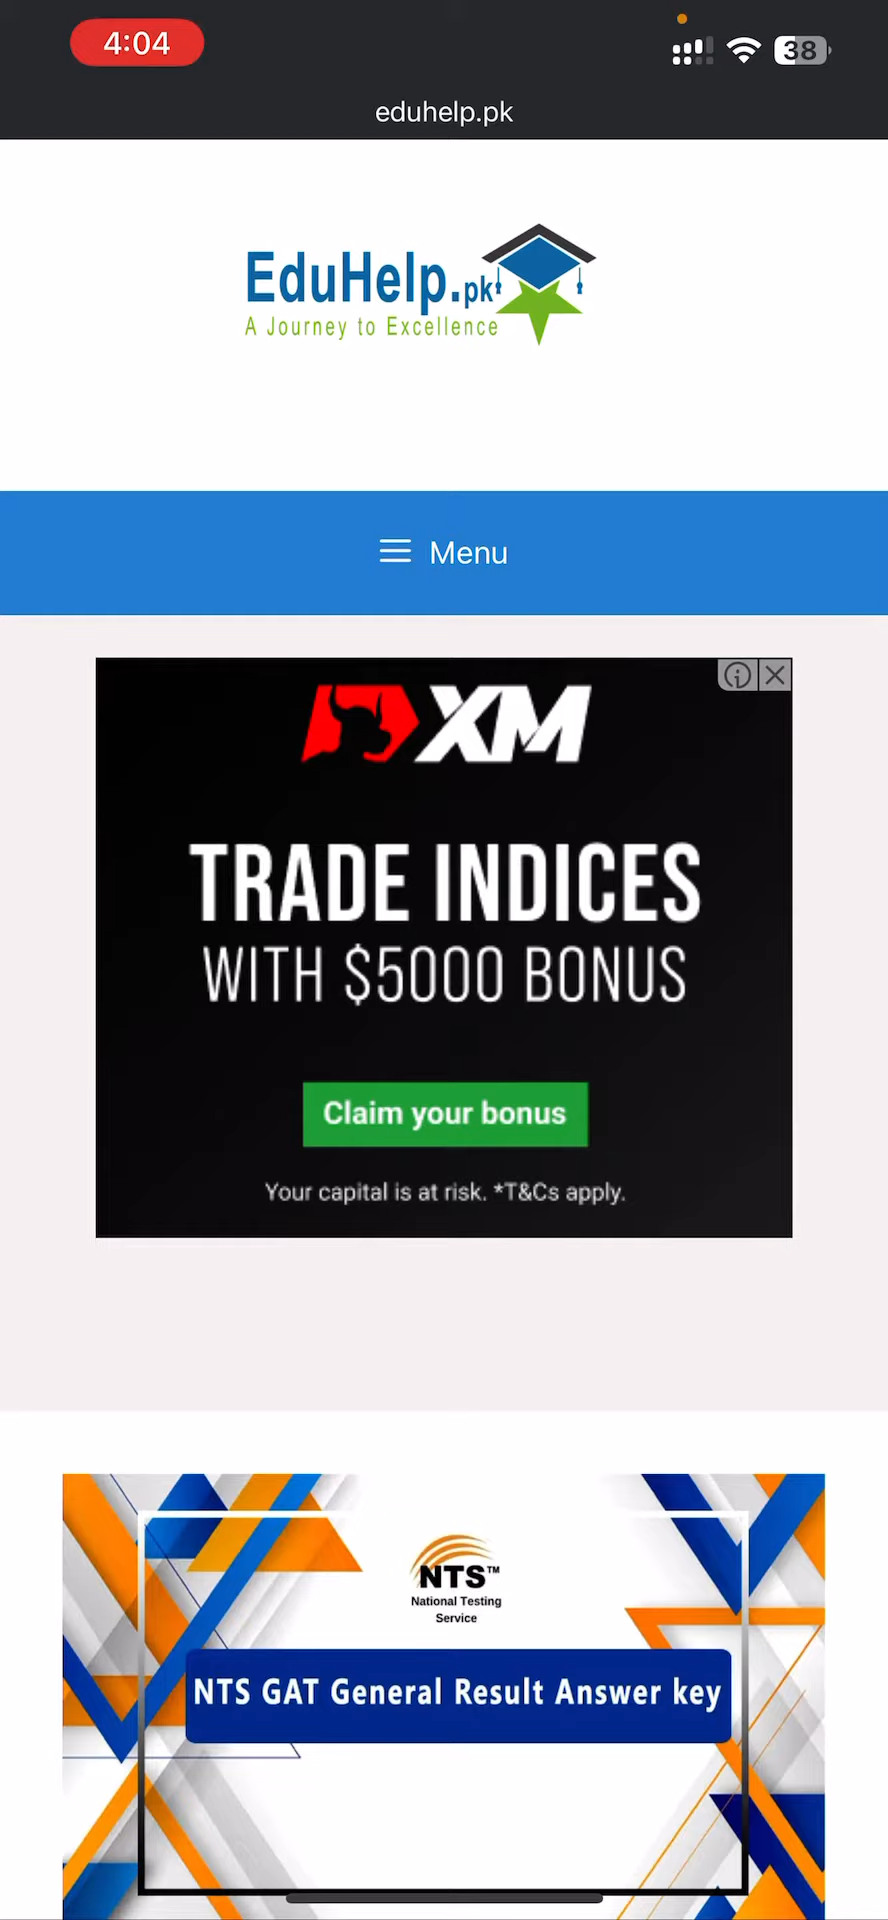 4:04
38
eduhelp.pk
EduHelp.pk
A Journey to Excellence
Menu
XM
TRADE INDICES
WITH $5000 BONUS
Claim your bonus
Your capital is at risk. *T&Cs apply.
NTS™
National Testing
Service
NTS GAT General Result Answer key